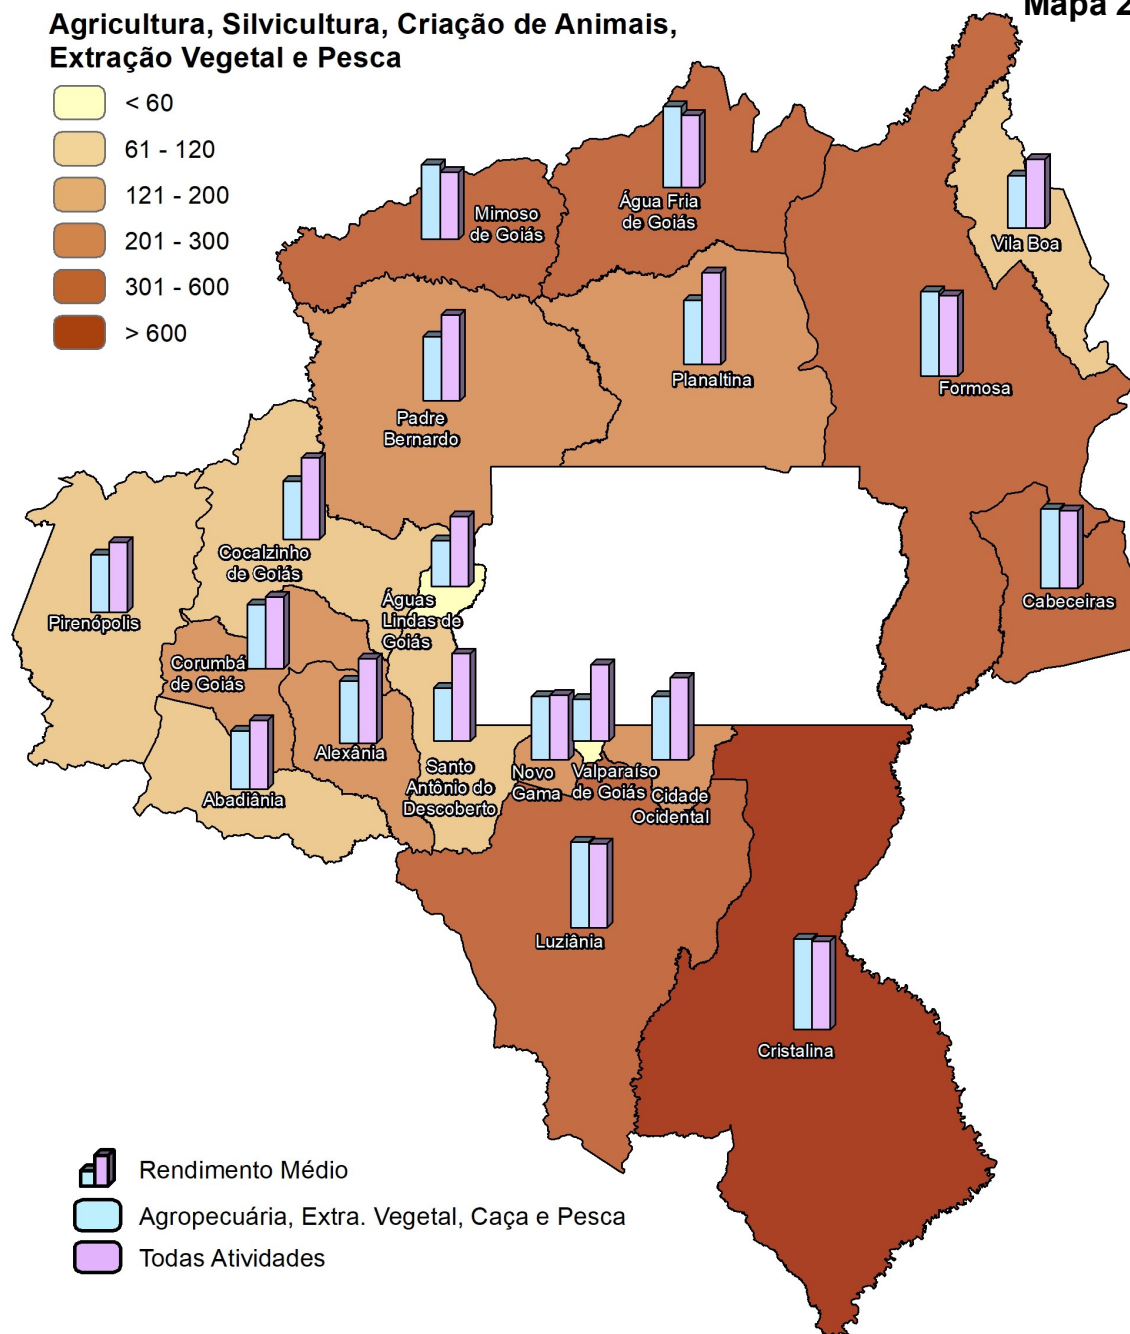 Mapa 2
Agricultura, Silvicultura, Criação de Animais,
Extração Vegetal e Pesca
< 60
61 - 120
121 - 200
201 - 300
301 - 600
> 600
Mimoso
de Goiás
Água Fria
de Goiás
Vila Boa
Planaltina
Formosa
Padre
Bernardo
Cocalzinho
de Goiás
Pirenópolis
Águas
Lindas de
Goiás
Cabeceiras
Corumbá
de Goiás
Alexânia
Abadiânia
Santo
Antônio do
Descoberto
Novo
Gama
Valparaíso
de Goiás
Cidade
Ocidental
Luziânia
Cristalina
Rendimento Médio
Agropecuária, Extra. Vegetal, Caça e Pesca
Todas Atividades